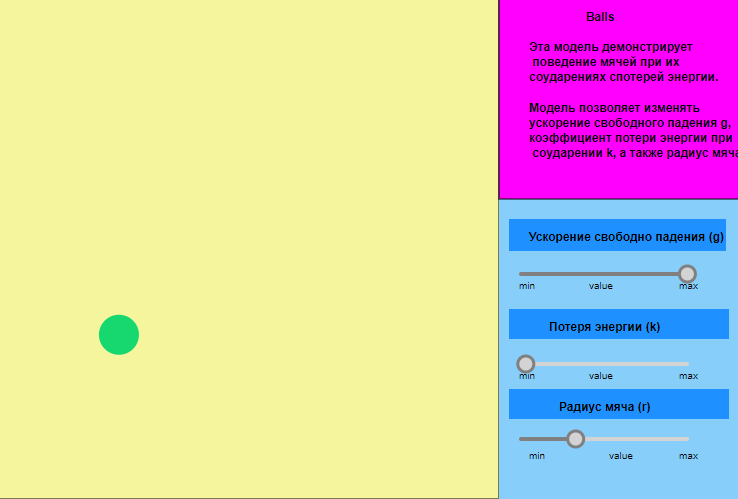 Balls
Эта модель демонстрирует
поведение мячей при их
соударениях спотерей энергии.
Модель позволяет изменять
ускорение свободного падения g,
коэффициент потери энергии при
соударении k, а также радиус мяча
Ускорение свободно падения (g)
min value max
Потеря энергии (k)
min value max
Радиус мяча (r)
min value max